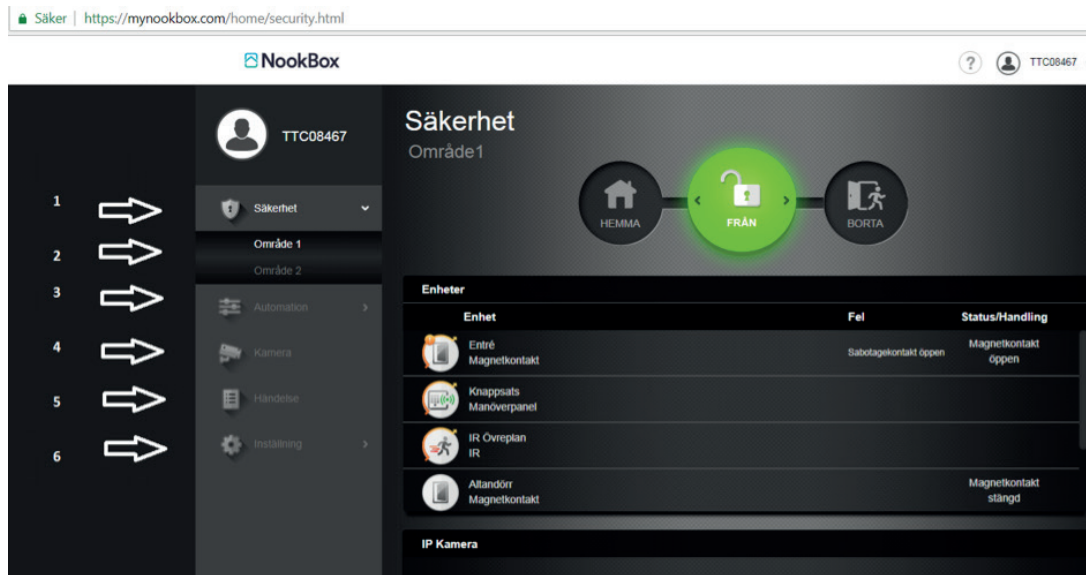 Säker | https://mynookbox.com/home/security.html
NookBox
? TTC08467
TTC08467
Säkerhet
Område1
HEMMA
FRÅN
BORTA
1
Säkerhet
2
Område 1
Område 2
3
Automation
4
Kamera
5
Händelse
6
Inställning
Enheter
Enhet Fel Status/Handling
Entré
Magnetkontakt
Sabotagekontakt öppen
Magnetkontakt
öppen
Knappsats
Manöverpanel
IR Övreplan
IR
Altandörr
Magnetkontakt
Magnetkontakt
stängd
IP Kamera